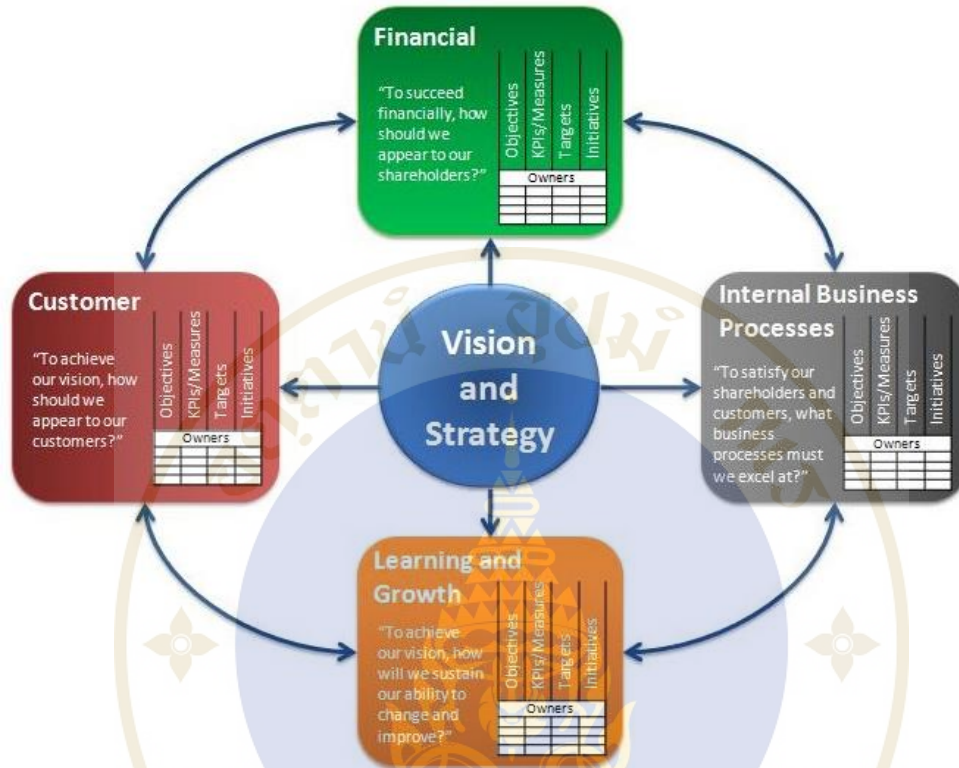 Financial
“To succeed
financially, how
should we
appear to our
shareholders?”
Objectives
KPIs/Measures
Targets
Initiatives
Owners
Customer
“To achieve
our vision, how
should we
appear to our
customers?”
Objectives
KPIs/Measures
Targets
Initiatives
Owners
Vision
and
Strategy
Internal Business
Processes
“To satisfy our
shareholders and
customers, what
business
processes must
we excel at?”
Objectives
KPIs/Measures
Targets
Initiatives
Owners
Learning and
Growth
“To achieve
our vision, how
will we sustain
our ability to
change and
improve?”
Objectives
KPIs/Measures
Targets
Initiatives
Owners